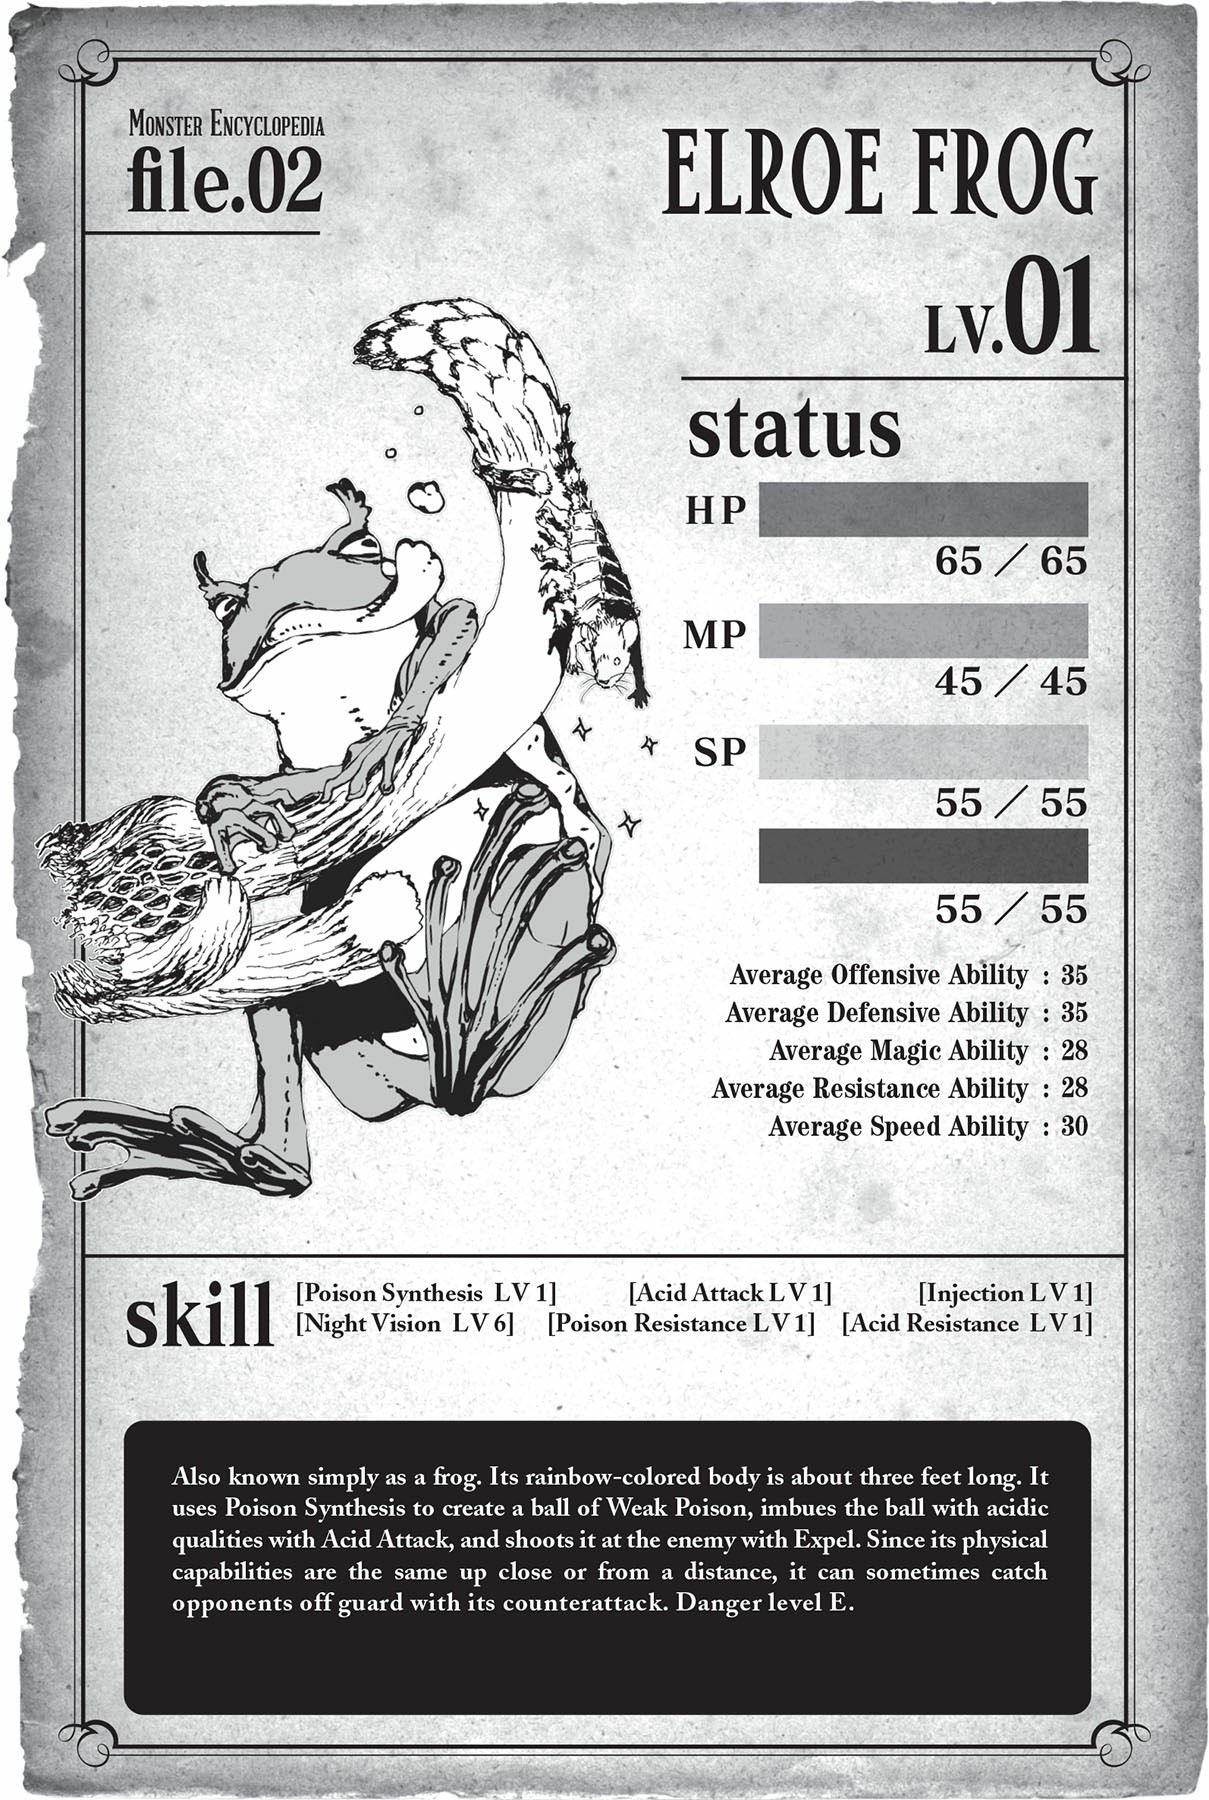 MONSTER ENCYCLOPEDIA
file.02
ELROE FROG
LV.01
status
HP
65 / 65
MP
45 / 45
SP
55 / 55
55 / 55
Average Offensive Ability : 35
Average Defensive Ability : 35
Average Magic Ability : 28
Average Resistance Ability : 28
Average Speed Ability : 30
skill
[Poison Synthesis LV 1] [Acid Attack LV 1] [Injection LV 1]
[Night Vision LV 6] [Poison Resistance LV 1] [Acid Resistance LV 1]
Also known simply as a frog. Its rainbow-colored body is about three feet long. It
uses Poison Synthesis to create a ball of Weak Poison, imbues the ball with acidic
qualities with Acid Attack, and shoots it at the enemy with Expel. Since its physical
capabilities are the same up close or from a distance, it can sometimes catch
opponents off guard with its counterattack. Danger level E.